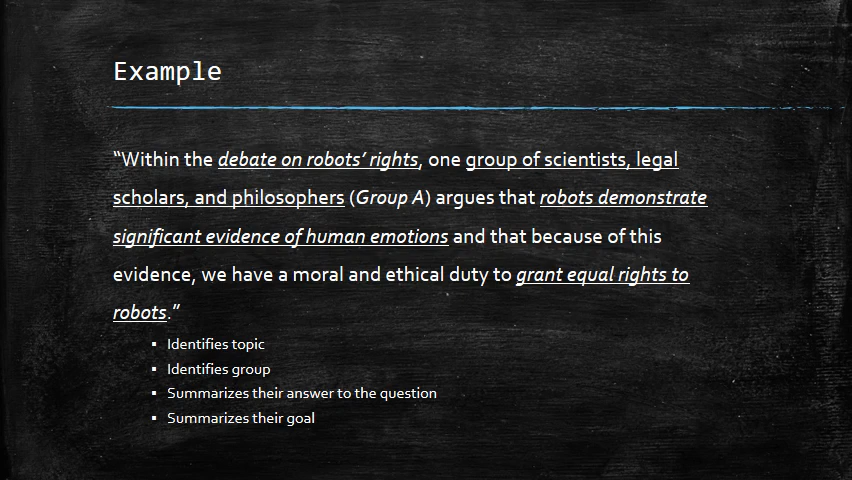 Example
“Within the debate on robots’ rights, one group of scientists, legal
scholars, and philosophers (Group A) argues that robots demonstrate
significant evidence of human emotions and that because of this
evidence, we have a moral and ethical duty to grant equal rights to
robots.”
▪ Identifies topic
▪ Identifies group
▪ Summarizes their answer to the question
▪ Summarizes their goal